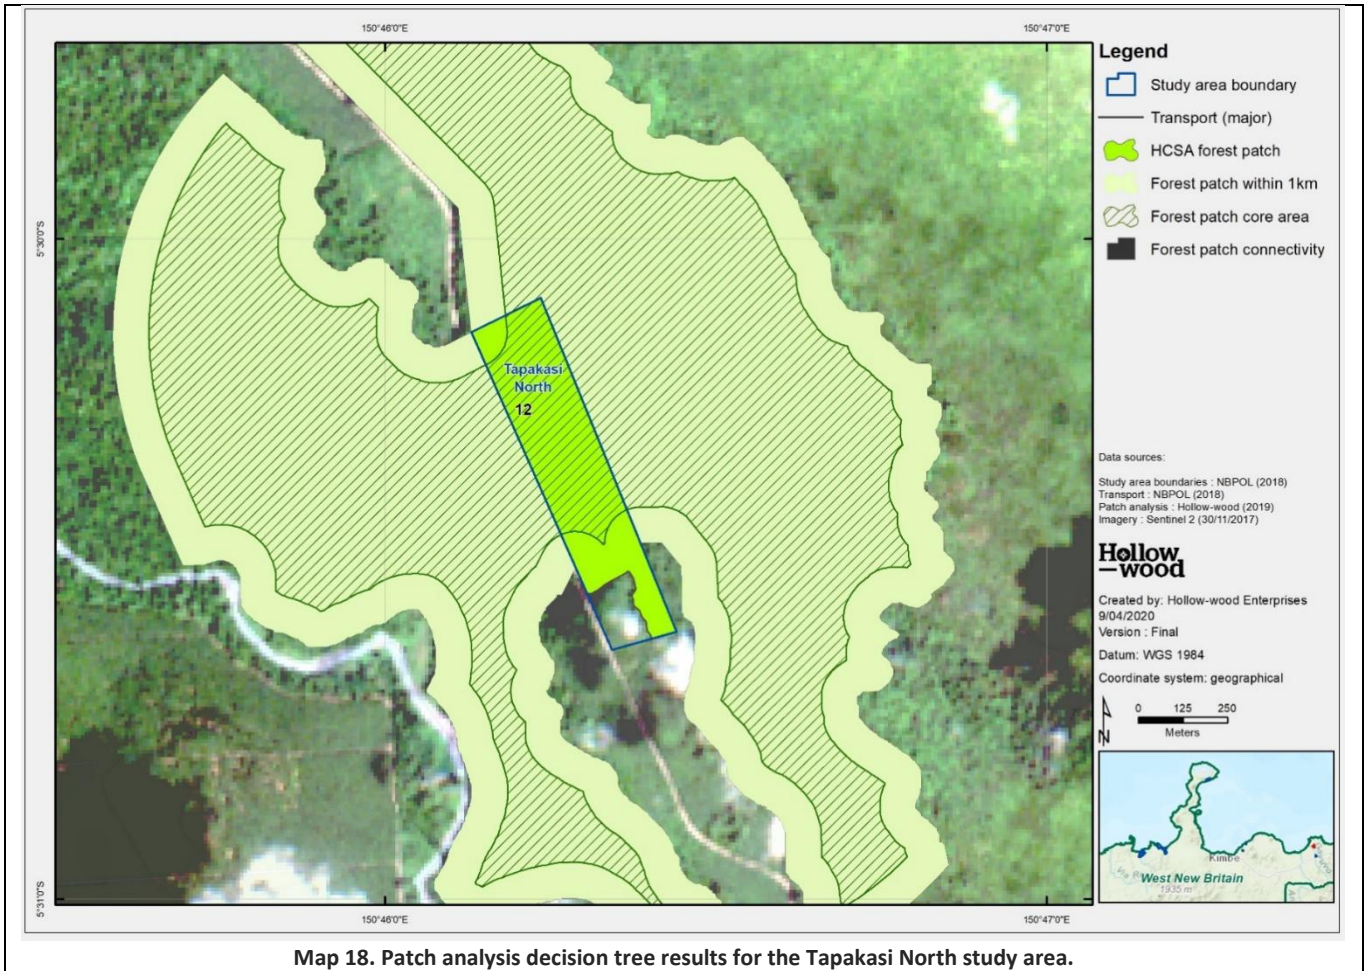 150°46'0"E
150°47'0"E
Legend
Study area boundary
Transport (major)
HCSA forest patch
Forest patch within 1km
Forest patch core area
Forest patch connectivity
5°30'0"S
Tapakasi
North
12
Data sources:
Study area boundaries : NBPOL (2018)
Transport : NBPOL (2018)
Patch analysis : Hollow-wood (2019)
Imagery : Sentinel 2 (30/11/2017)
Hollow
—wood
Created by: Hollow-wood Enterprises
9/04/2020
Version : Final
Datum: WGS 1984
Coordinate system: geographical
N
0 125 250
Meters
Kimbe
West New Britain
1935 m
5°31'0"S
150°46'0"E
150°47'0"E
Map 18. Patch analysis decision tree results for the Tapakasi North study area.